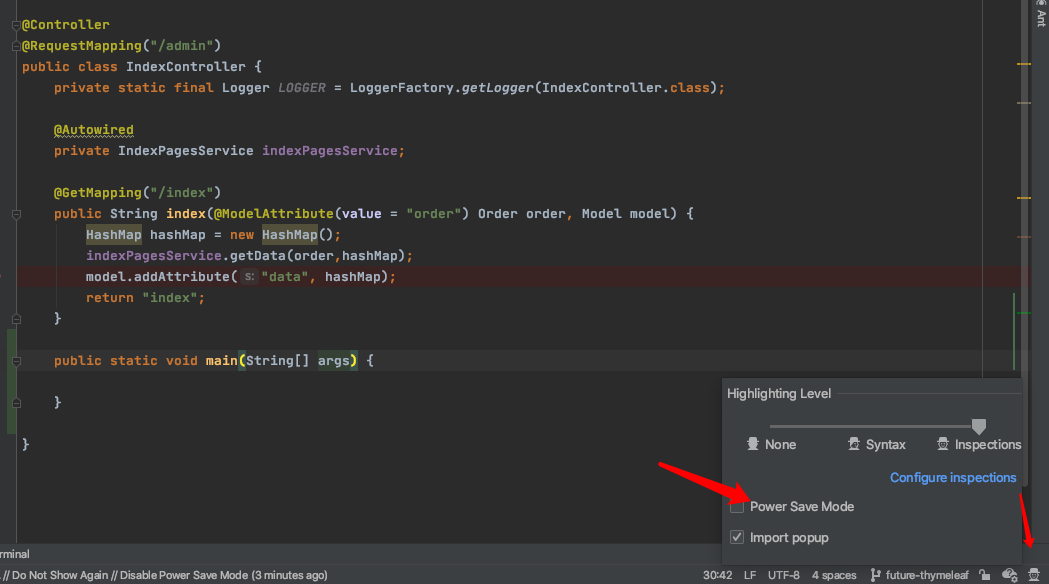 Ant
@Controller
@RequestMapping("/admin")
public class IndexController {
private static final Logger LOGGER = LoggerFactory.getLogger(IndexController.class);
@Autowired
private IndexPagesService indexPagesService;
@GetMapping("/index")
public String index(@ModelAttribute(value = "order") Order order, Model model) {
HashMap hashMap = new HashMap();
indexPagesService.getData(order,hashMap);
model.addAttribute( s: "data", hashMap);
return "index";
}
public static void main(String[] args) {
}
}
Highlighting Level
None Syntax Inspections
Configure inspections
Power Save Mode
Import popup
rminal
// Do Not Show Again // Disable Power Save Mode (3 minutes ago) 30:42 LF UTF-8 4 spaces future-thymeleaf